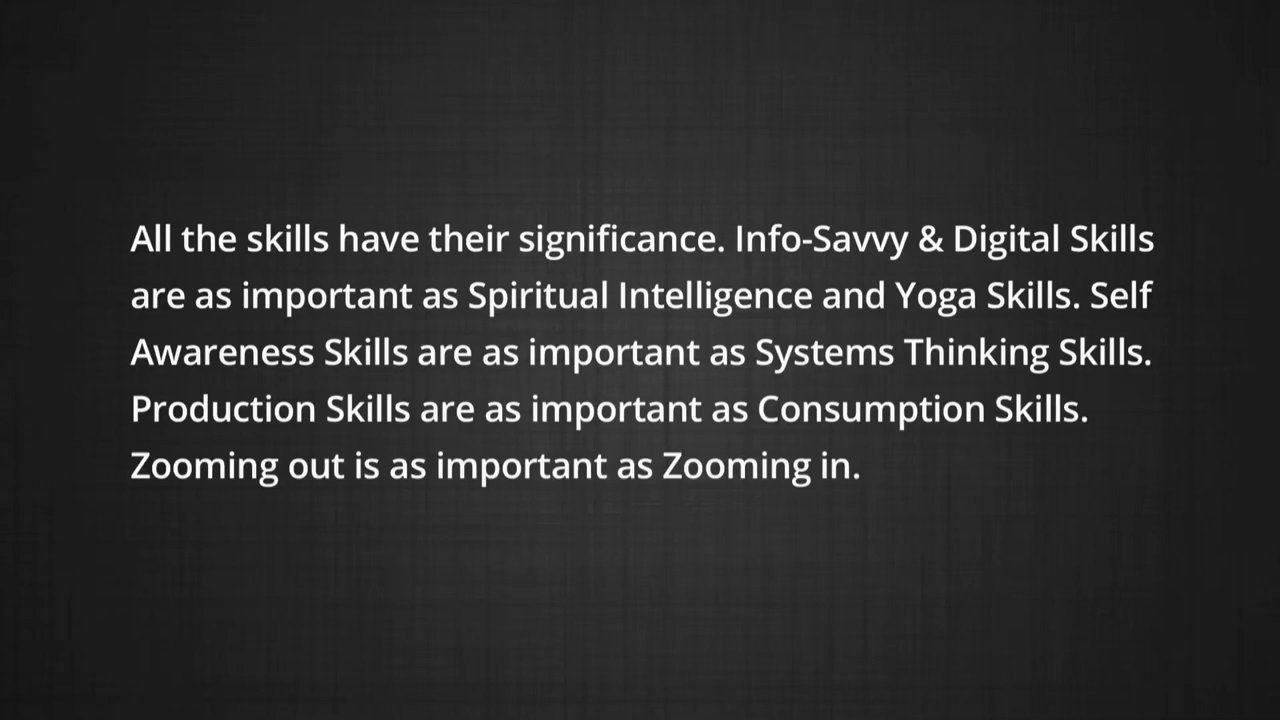 All the skills have their significance. Info-Savvy & Digital Skills
are as important as Spiritual Intelligence and Yoga Skills. Self
Awareness Skills are as important as Systems Thinking Skills.
Production Skills are as important as Consumption Skills.
Zooming out is as important as Zooming in.